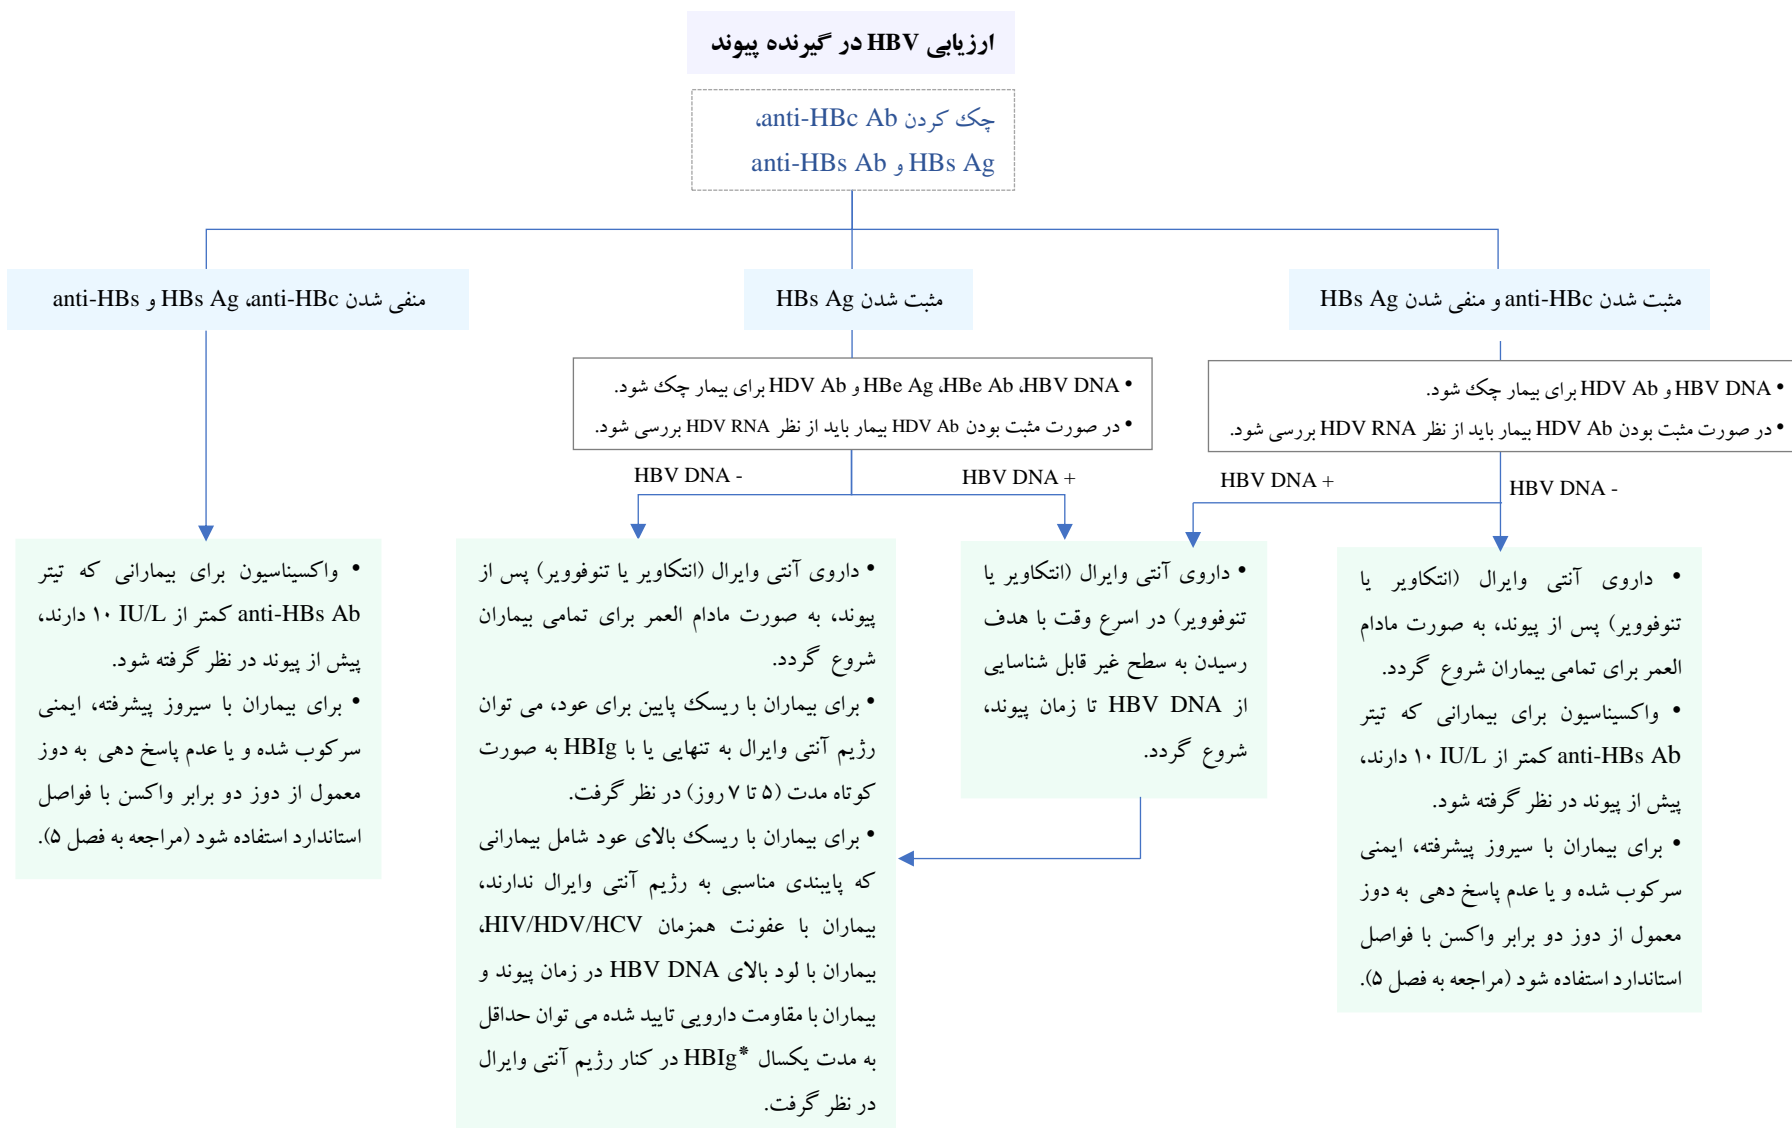 ارزیابی HBV در گیرنده پیوند
چک کردن anti-HBc Ab،
HBs Ag و anti-HBs Ab
مثبت شدن anti-HBc و منفی شدن HBs Ag
مثبت شدن HBs Ag
منفی شدن anti-HBc، HBs Ag و anti-HBs
• HBV DNA و HDV Ab برای بیمار چک شود.
• در صورت مثبت بودن HDV Ab بیمار باید از نظر HDV RNA بررسی شود.
• HBe Ag ،HBe Ab ،HBV DNA و HDV Ab برای بیمار چک شود.
• در صورت مثبت بودن HDV Ab بیمار باید از نظر HDV RNA بررسی شود.
HBV DNA -
HBV DNA +
HBV DNA +
HBV DNA -
• داروی آنتی وایرال (انتکاویر یا
تنوفوویر) پس از پیوند، به صورت مادام
العمر برای تمامی بیماران شروع گردد.
• واکسیناسیون برای بیمارانی که تیتر
anti-HBs Ab کمتر از ۱۰ IU/L دارند،
پیش از پیوند در نظر گرفته شود.
• برای بیماران با سیروز پیشرفته، ایمنی
سرکوب شده و یا عدم پاسخ دهی به دوز
معمول از دوز دو برابر واکسن با فواصل
استاندارد استفاده شود (مراجعه به فصل ۵).
• داروی آنتی وایرال (انتکاویر یا
تنوفوویر) در اسرع وقت با هدف
رسیدن به سطح غیر قابل شناسایی
از HBV DNA تا زمان پیوند،
شروع گردد.
• داروی آنتی وایرال (انتکاویر یا تنوفوویر) پس از
پیوند، به صورت مادام العمر برای تمامی بیماران
شروع گردد.
• برای بیماران با ریسک پایین برای عود، می توان
رژیم آنتی وایرال به تنهایی یا با HBIg به صورت
کوتاه مدت (۵ تا ۷ روز) در نظر گرفت.
• برای بیماران با ریسک بالای عود شامل بیمارانی
که پایبندی مناسبی به رژیم آنتی وایرال ندارند،
بیماران با عفونت همزمان HIV/HDV/HCV،
بیماران با لود بالای HBV DNA در زمان پیوند و
بیماران با مقاومت دارویی تایید شده می توان حداقل
به مدت یکسال *HBIg در کنار رژیم آنتی وایرال
در نظر گرفت.
• واکسیناسیون برای بیمارانی که تیتر
anti-HBs Ab کمتر از ۱۰ IU/L دارند،
پیش از پیوند در نظر گرفته شود.
• برای بیماران با سیروز پیشرفته، ایمنی
سرکوب شده و یا عدم پاسخ دهی به دوز
معمول از دوز دو برابر واکسن با فواصل
استاندارد استفاده شود (مراجعه به فصل ۵).